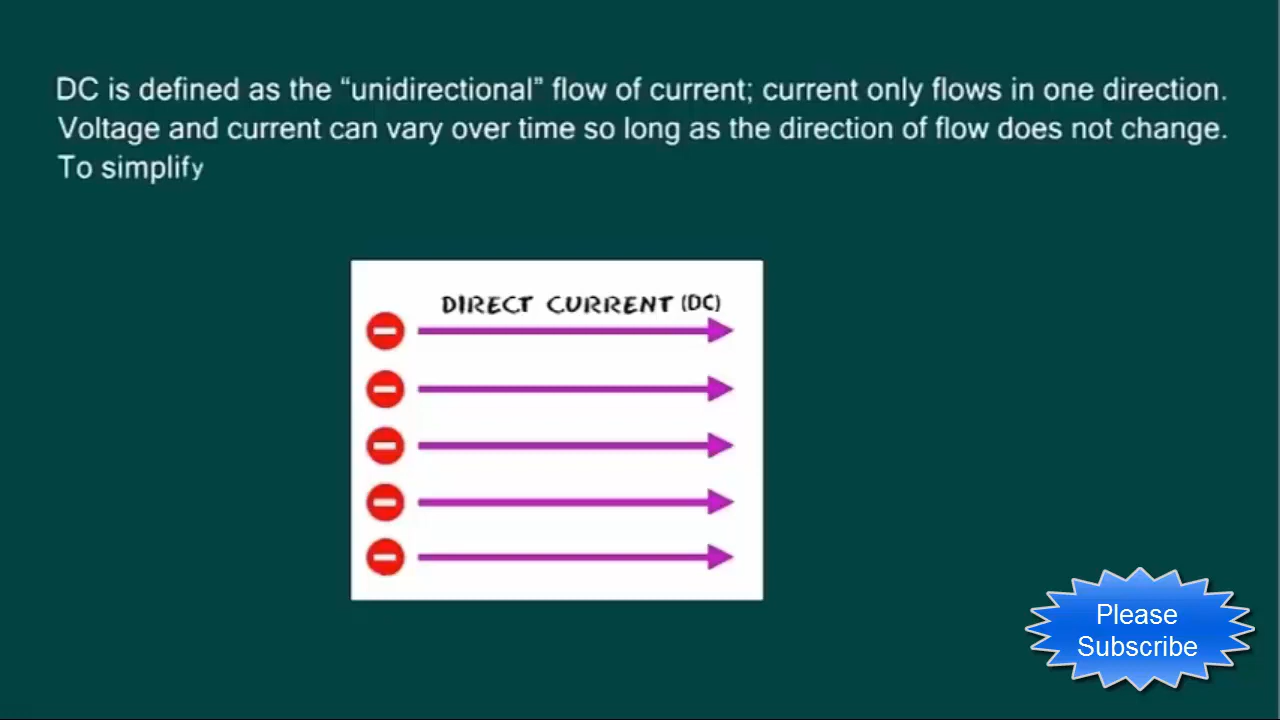 DC is defined as the “unidirectional” flow of current; current only flows in one direction.
Voltage and current can vary over time so long as the direction of flow does not change.
To simplify
DIRECT CURRENT (DC)
Please
Subscribe